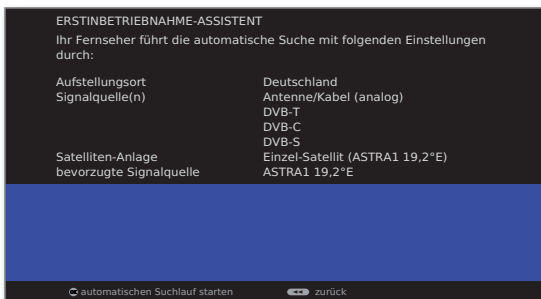 ERSTINBETRIEBNAHME-ASSISTENT
Ihr Fernseher führt die automatische Suche mit folgenden Einstellungen
durch:
Aufstellungsort Deutschland
Signalquelle(n) Antenne/Kabel (analog)
DVB-T
DVB-C
DVB-S
Satelliten-Anlage Einzel-Satellit (ASTRA1 19,2°E)
bevorzugte Signalquelle ASTRA1 19,2°E
OK automatischen Suchlauf starten zurück